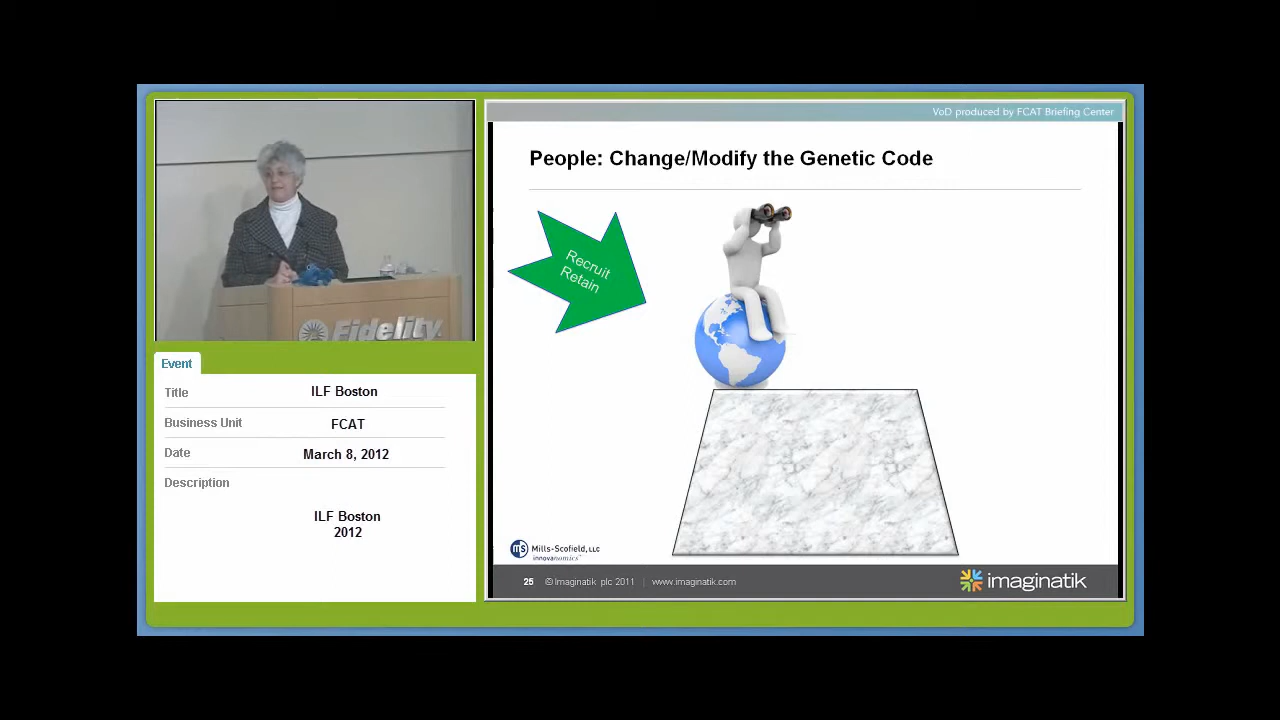 VoD produced by FCAT Briefing Center
People: Change/Modify the Genetic Code
Recruit
Retain
Fidelity
Event
Title ILF Boston
Business Unit FCAT
Date March 8, 2012
Description
ILF Boston
2012
MS Mills-Scofield, LLC
innovanomics™
25 © Imaginatik plc 2011 | www.imaginatik.com
imaginatik